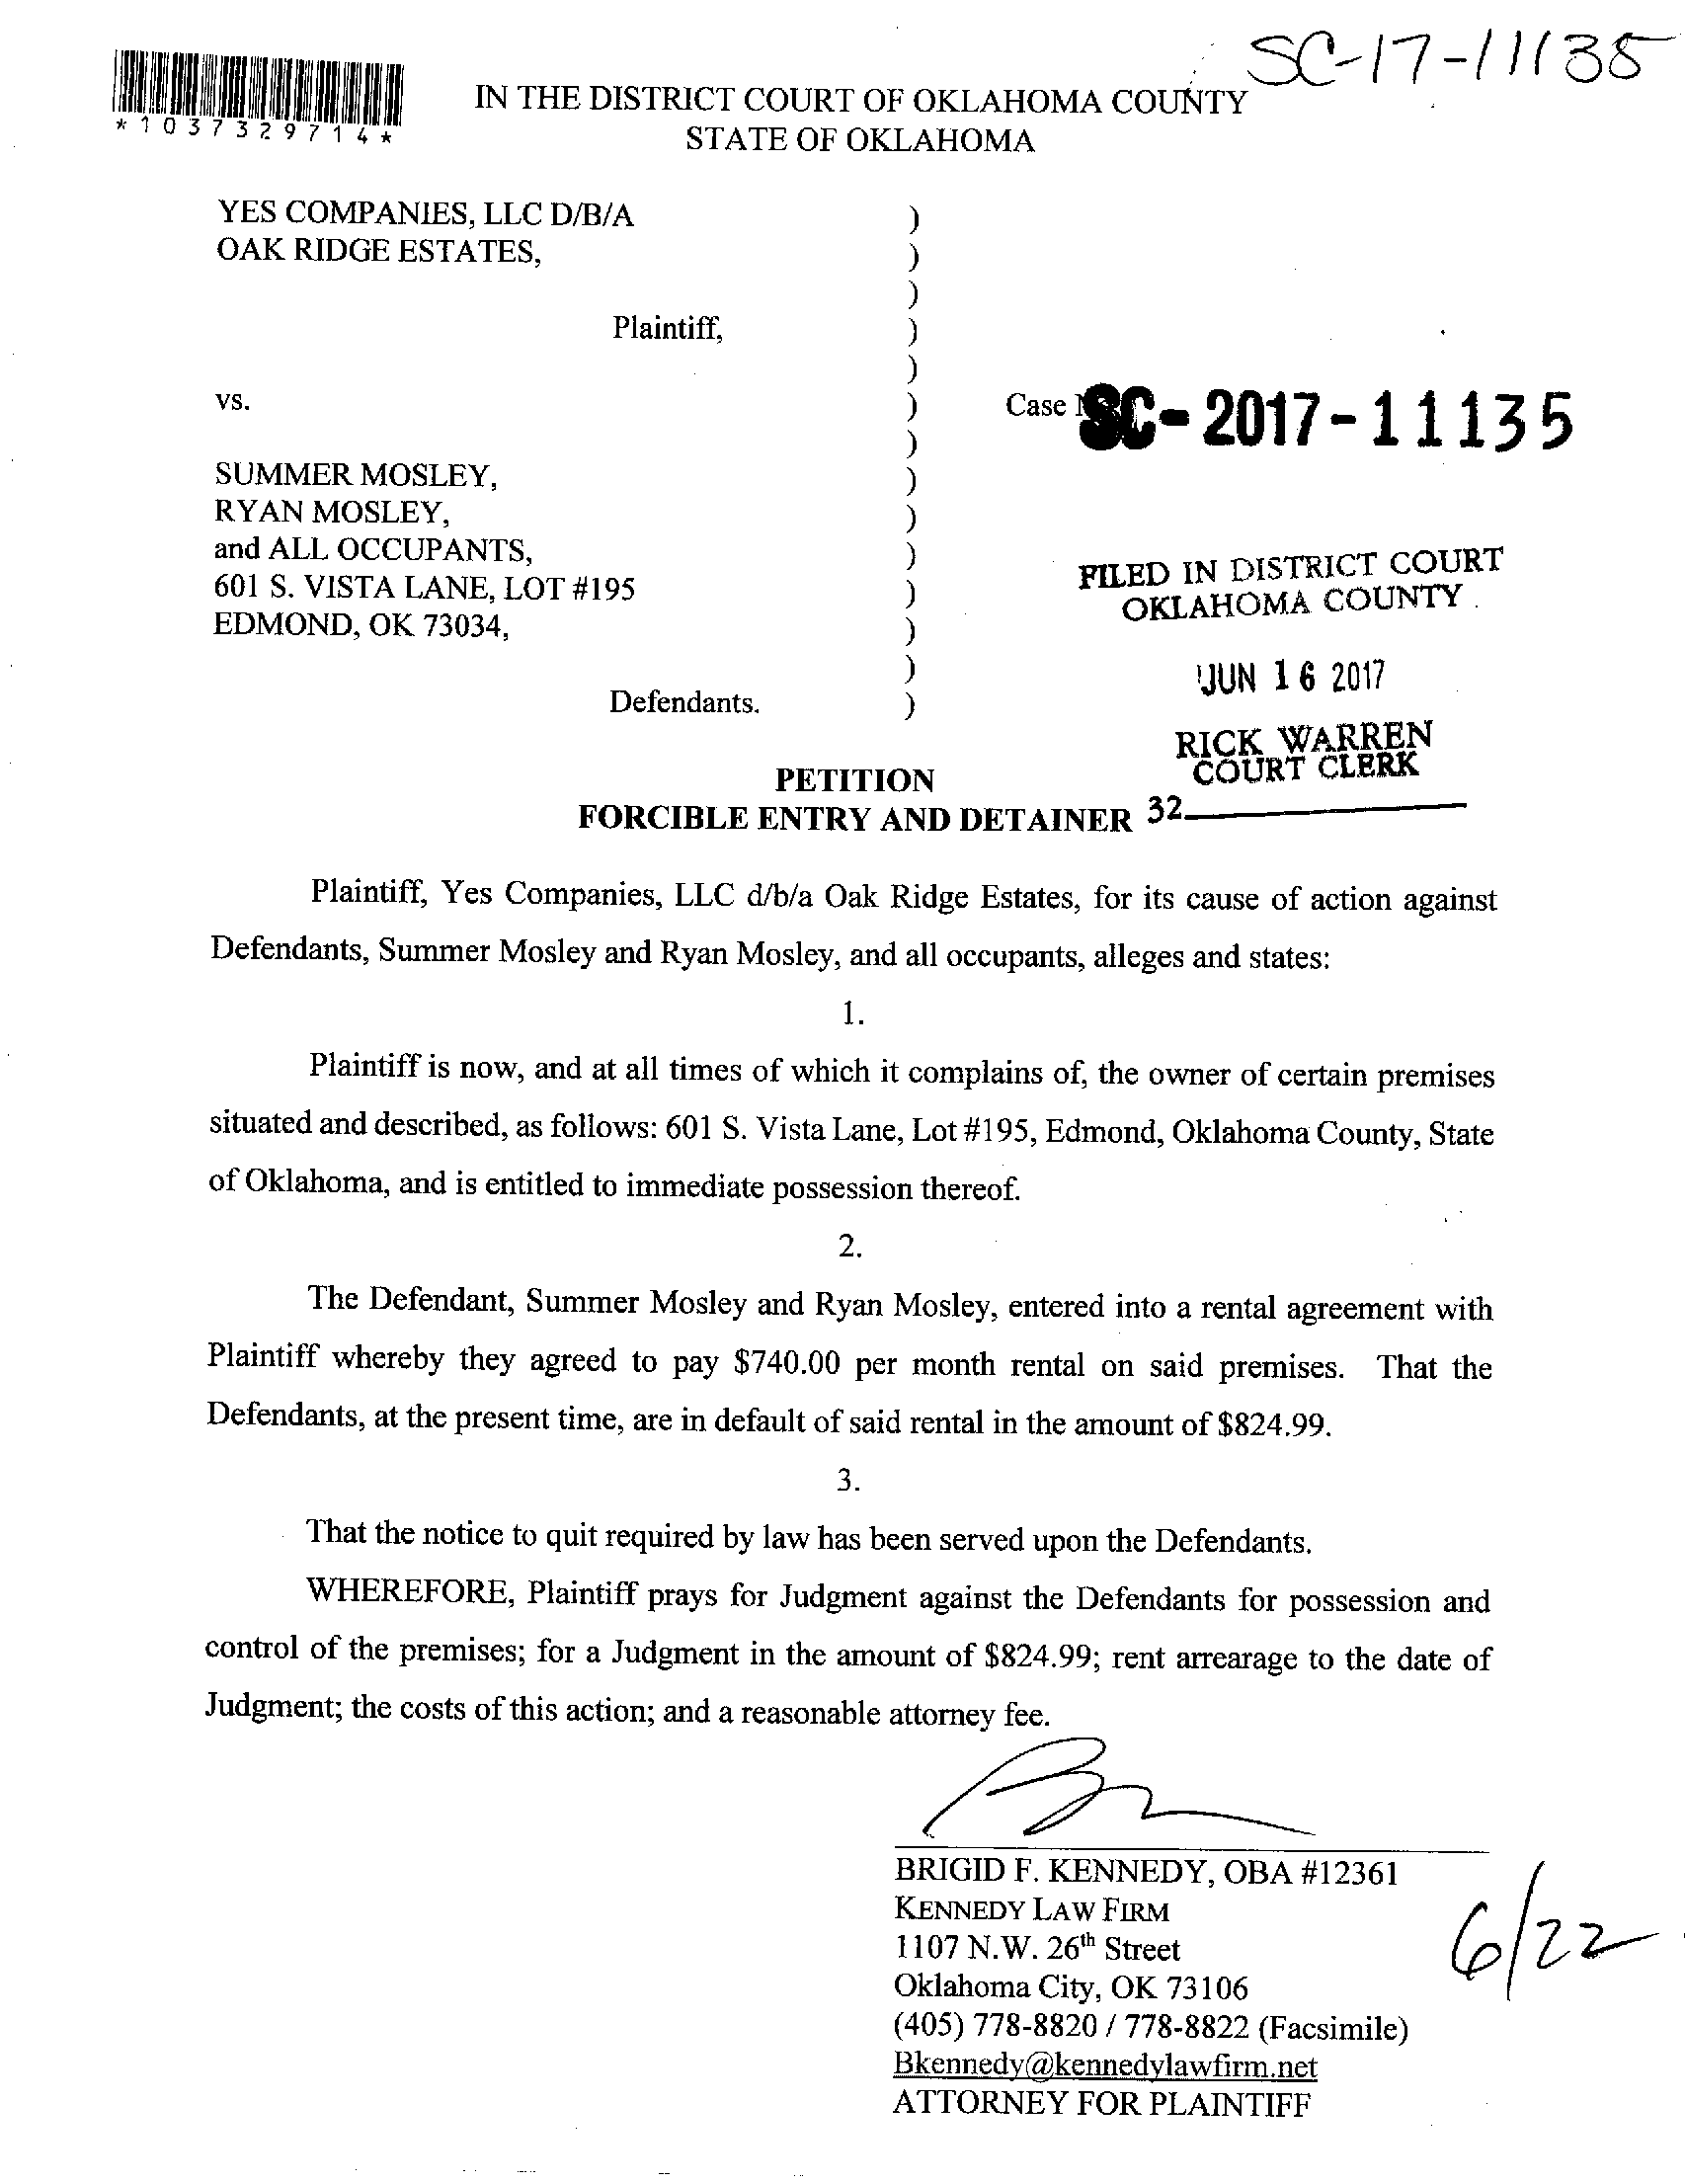 SC-17-11135
*1037329714*
IN THE DISTRICT COURT OF OKLAHOMA COUNTY
STATE OF OKLAHOMA
YES COMPANIES, LLC D/B/A )
OAK RIDGE ESTATES, )
)
Plaintiff, )
)
vs. ) Case SC-2017-11135
)
SUMMER MOSLEY, )
RYAN MOSLEY, )
and ALL OCCUPANTS, )
601 S. VISTA LANE, LOT #195 )
EDMOND, OK 73034, )
)
Defendants. )
FILED IN DISTRICT COURT
OKLAHOMA COUNTY
JUN 16 2017
RICK WARREN
COURT CLERK
32
PETITION
FORCIBLE ENTRY AND DETAINER
Plaintiff, Yes Companies, LLC d/b/a Oak Ridge Estates, for its cause of action against
Defendants, Summer Mosley and Ryan Mosley, and all occupants, alleges and states:
1.
Plaintiff is now, and at all times of which it complains of, the owner of certain premises
situated and described, as follows: 601 S. Vista Lane, Lot #195, Edmond, Oklahoma County, State
of Oklahoma, and is entitled to immediate possession thereof.
2.
The Defendant, Summer Mosley and Ryan Mosley, entered into a rental agreement with
Plaintiff whereby they agreed to pay $740.00 per month rental on said premises. That the
Defendants, at the present time, are in default of said rental in the amount of $824.99.
3.
That the notice to quit required by law has been served upon the Defendants.
WHEREFORE, Plaintiff prays for Judgment against the Defendants for possession and
control of the premises; for a Judgment in the amount of $824.99; rent arrearage to the date of
Judgment; the costs of this action; and a reasonable attorney fee.
BRIGID F. KENNEDY, OBA #12361
KENNEDY LAW FIRM
1107 N.W. 26th Street
Oklahoma City, OK 73106
(405) 778-8820 / 778-8822 (Facsimile)
Bkennedy@kennedylawfirm.net
ATTORNEY FOR PLAINTIFF
6/22